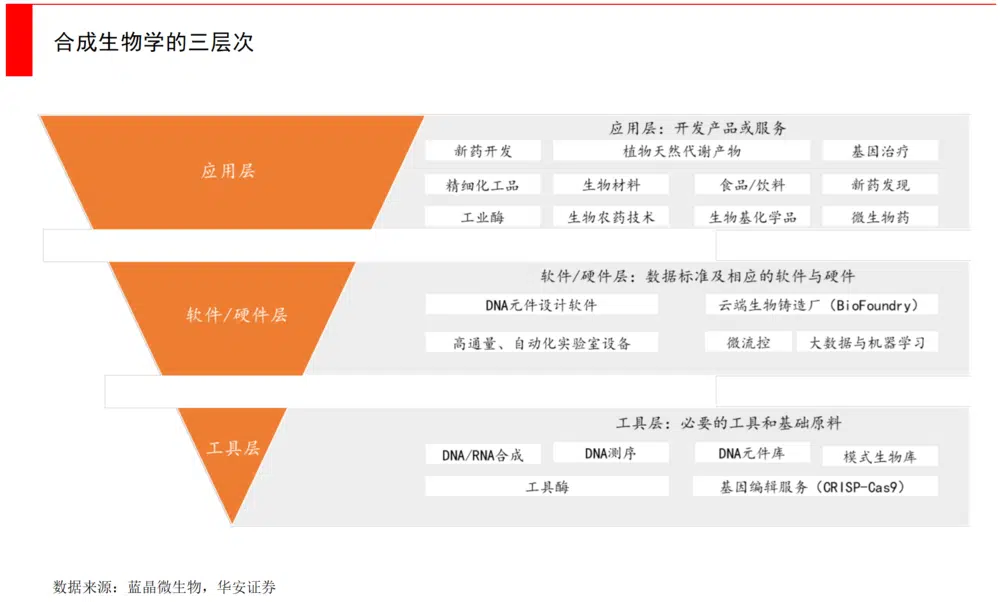 合成生物学的三层次
应用层
应用层：开发产品或服务
新药开发 植物天然代谢产物 基因治疗
精细化工品 生物材料 食品/饮料 新药发现
工业酶 生物农药技术 生物基化学品 微生物药
软件/硬件层
软件/硬件层：数据标准及相应的软件与硬件
DNA元件设计软件 云端生物铸造厂（BioFoundry）
高通量、自动化实验室设备 微流控 大数据与机器学习
工具层
工具层：必要的工具和基础原料
DNA/RNA合成 DNA测序 DNA元件库 模式生物库
工具酶 基因编辑服务（CRISP-Cas9）
数据来源：蓝晶微生物，华安证券